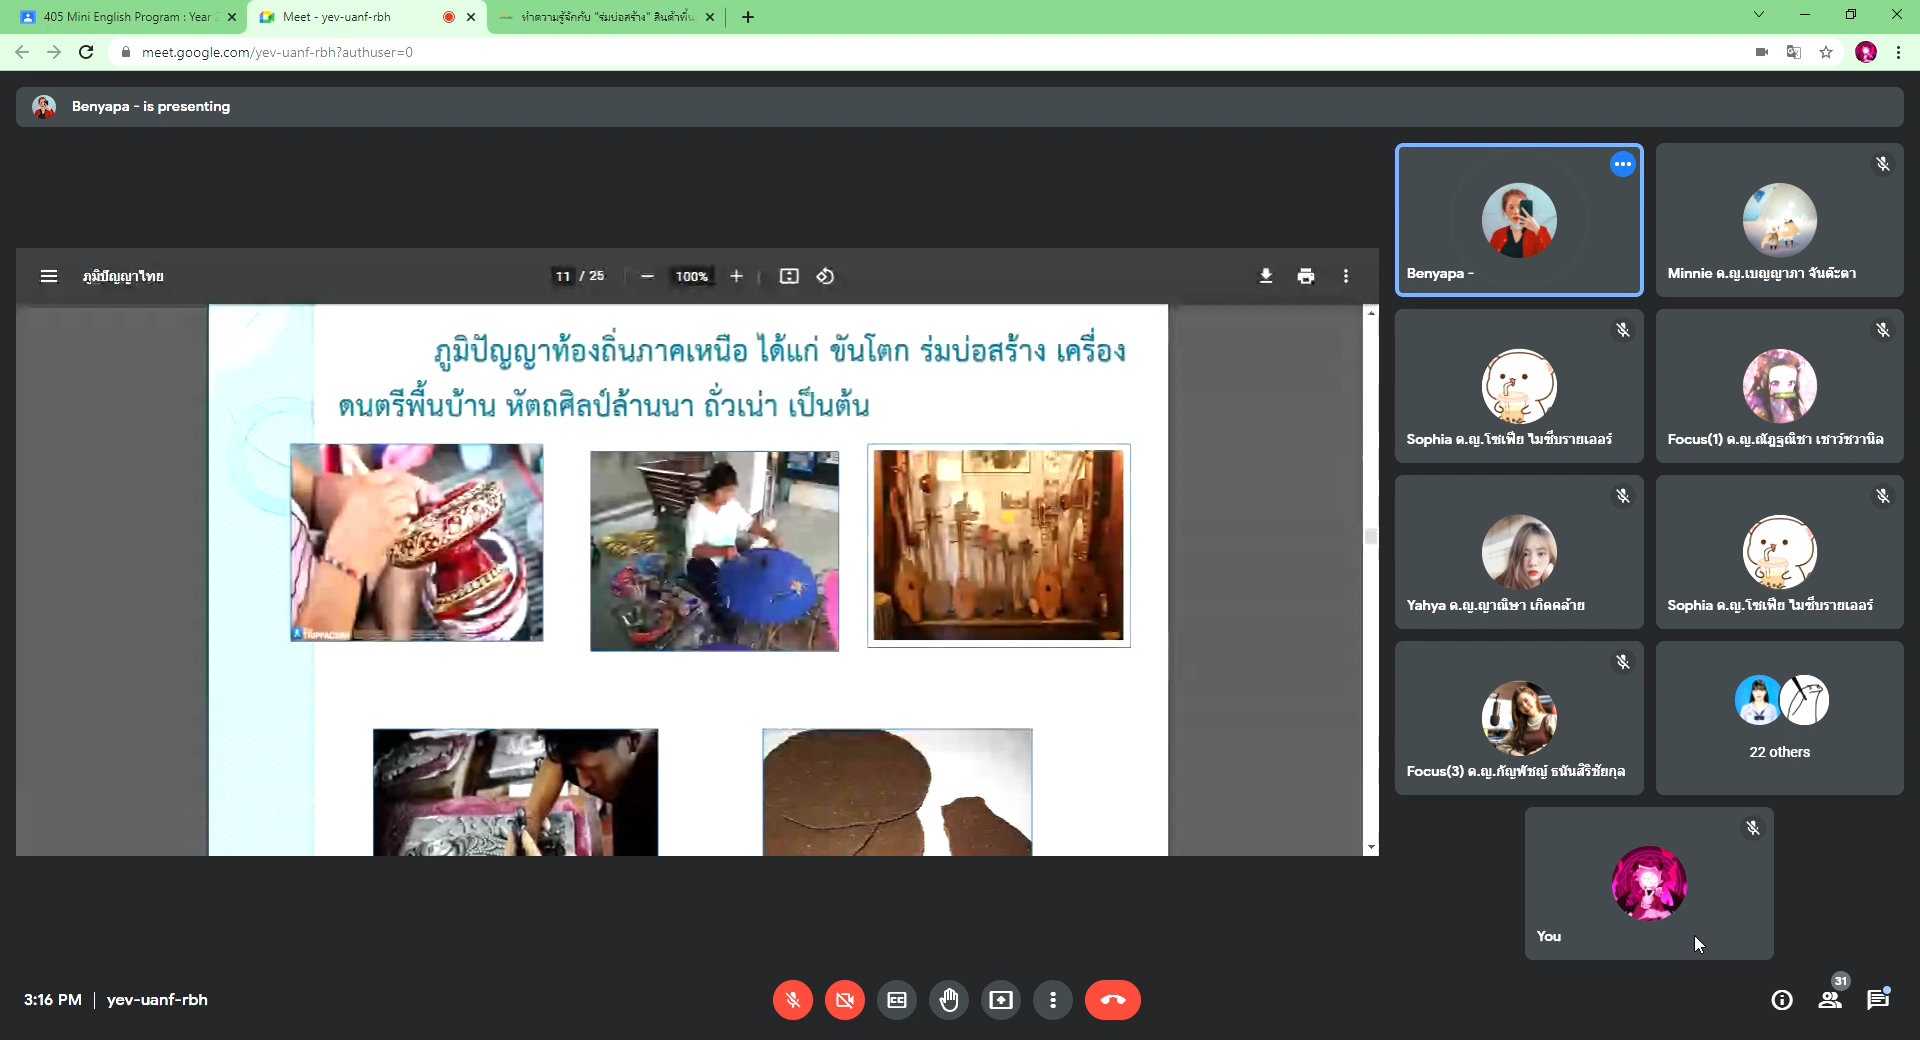 405 Mini English Program : Year
Meet - yev-uanf-rbh
ทำความรู้จักกับ "ร่มบ่อสร้าง" สินค้าพื้น
meet.google.com/yev-uanf-rbh?authuser=0
Benyapa - is presenting
ภูมิปัญญาไทย
11 / 25
100%
ภูมิปัญญาท้องถิ่นภาคเหนือ ได้แก่ ขันโตก ร่มบ่อสร้าง เครื่อง
ดนตรีพื้นบ้าน หัตถศิลป์ล้านนา ถั่วเน่า เป็นต้น
Benyapa -
Minnie ด.ญ.เบญญาภา จันต๊ะตา
Sophia ด.ญ.โซเฟีย ไมซึ่บรายเออร์
Focus(1) ด.ญ.ณัฏฐณิชา เชาว์ชวานิล
Yahya ด.ญ.ญาณิษา เกิดคล้าย
Sophia ด.ญ.โซเฟีย ไมซึ่บรายเออร์
Focus(3) ด.ญ.กัญพัชญ์ ธนันสิริชัยกุล
22 others
You
3:16 PM
yev-uanf-rbh
31